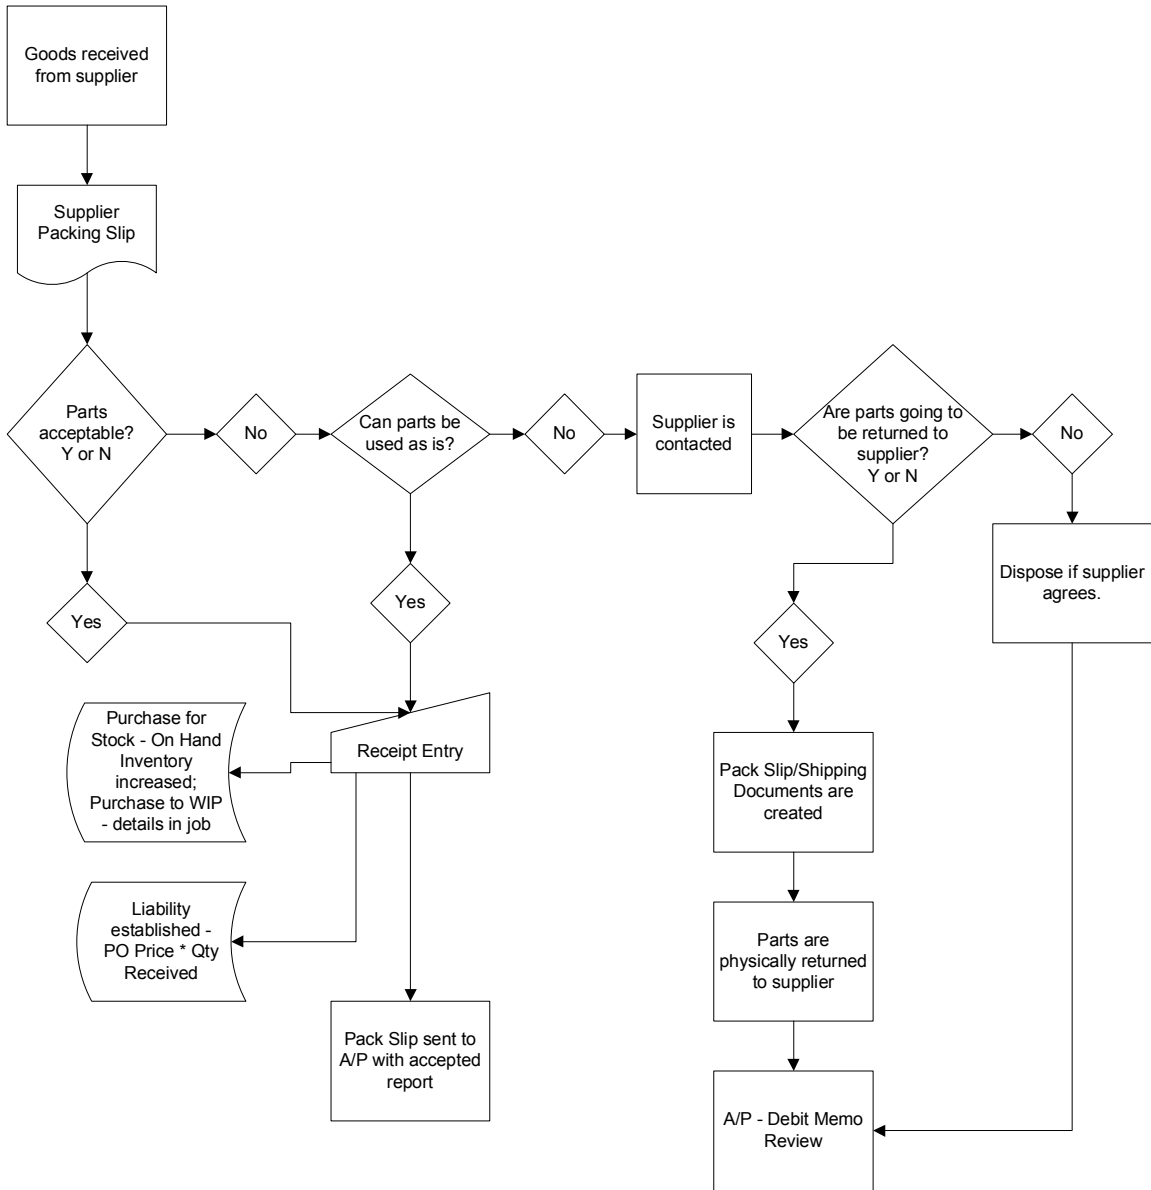 Goods received
from supplier
Supplier
Packing Slip
Parts
acceptable?
Y or N
No
Can parts be
used as is?
No
Supplier is
contacted
Are parts going to
be returned to
supplier?
Y or N
No
Yes
Yes
Yes
Dispose if supplier
agrees.
Purchase for
Stock - On Hand
Inventory
increased;
Purchase to WIP
- details in job
Receipt Entry
Pack Slip/Shipping
Documents are
created
Liability
established -
PO Price * Qty
Received
Parts are
physically returned
to supplier
Pack Slip sent to
A/P with accepted
report
A/P - Debit Memo
Review